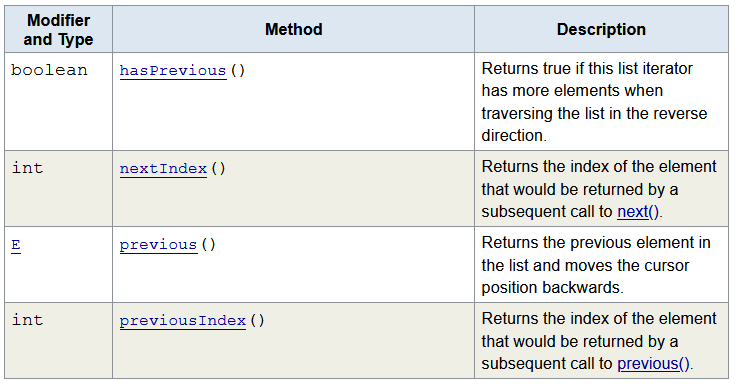 Modifier
and Type
Method
Description
boolean
hasPrevious()
Returns true if this list iterator
has more elements when
traversing the list in the reverse
direction.
int
nextIndex()
Returns the index of the element
that would be returned by a
subsequent call to next().
E
previous()
Returns the previous element in
the list and moves the cursor
position backwards.
int
previousIndex()
Returns the index of the element
that would be returned by a
subsequent call to previous().